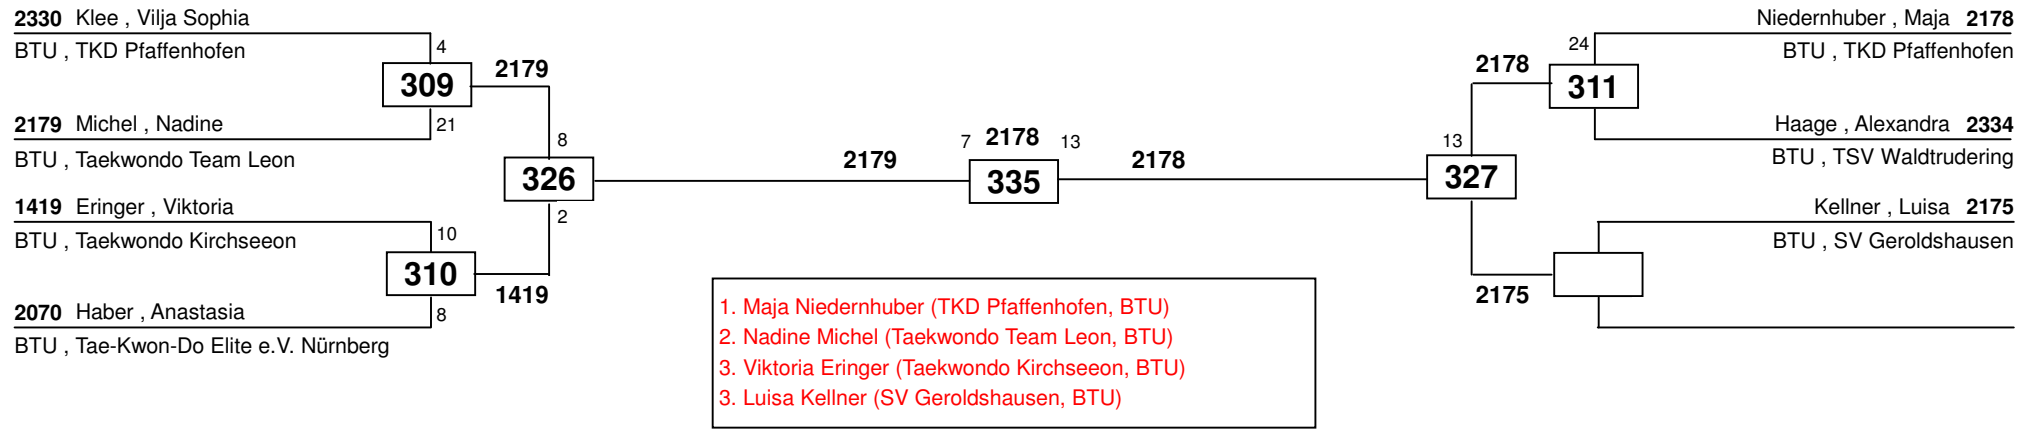 2330 Klee , Vilja Sophia
BTU , TKD Pfaffenhofen
4
309
2179
2179 Michel , Nadine
21
BTU , Taekwondo Team Leon
8
326
2179
1419 Eringer , Viktoria
2
BTU , Taekwondo Kirchseeon
10
310
1419
2070 Haber , Anastasia
8
BTU , Tae-Kwon-Do Elite e.V. Nürnberg
7 2178 13
335
2178
Niedernhuber , Maja 2178
24
BTU , TKD Pfaffenhofen
2178
311
Haage , Alexandra 2334
13
BTU , TSV Waldtrudering
327
Kellner , Luisa 2175
BTU , SV Geroldshausen
2175
1. Maja Niedernhuber (TKD Pfaffenhofen, BTU)
2. Nadine Michel (Taekwondo Team Leon, BTU)
3. Viktoria Eringer (Taekwondo Kirchseeon, BTU)
3. Luisa Kellner (SV Geroldshausen, BTU)